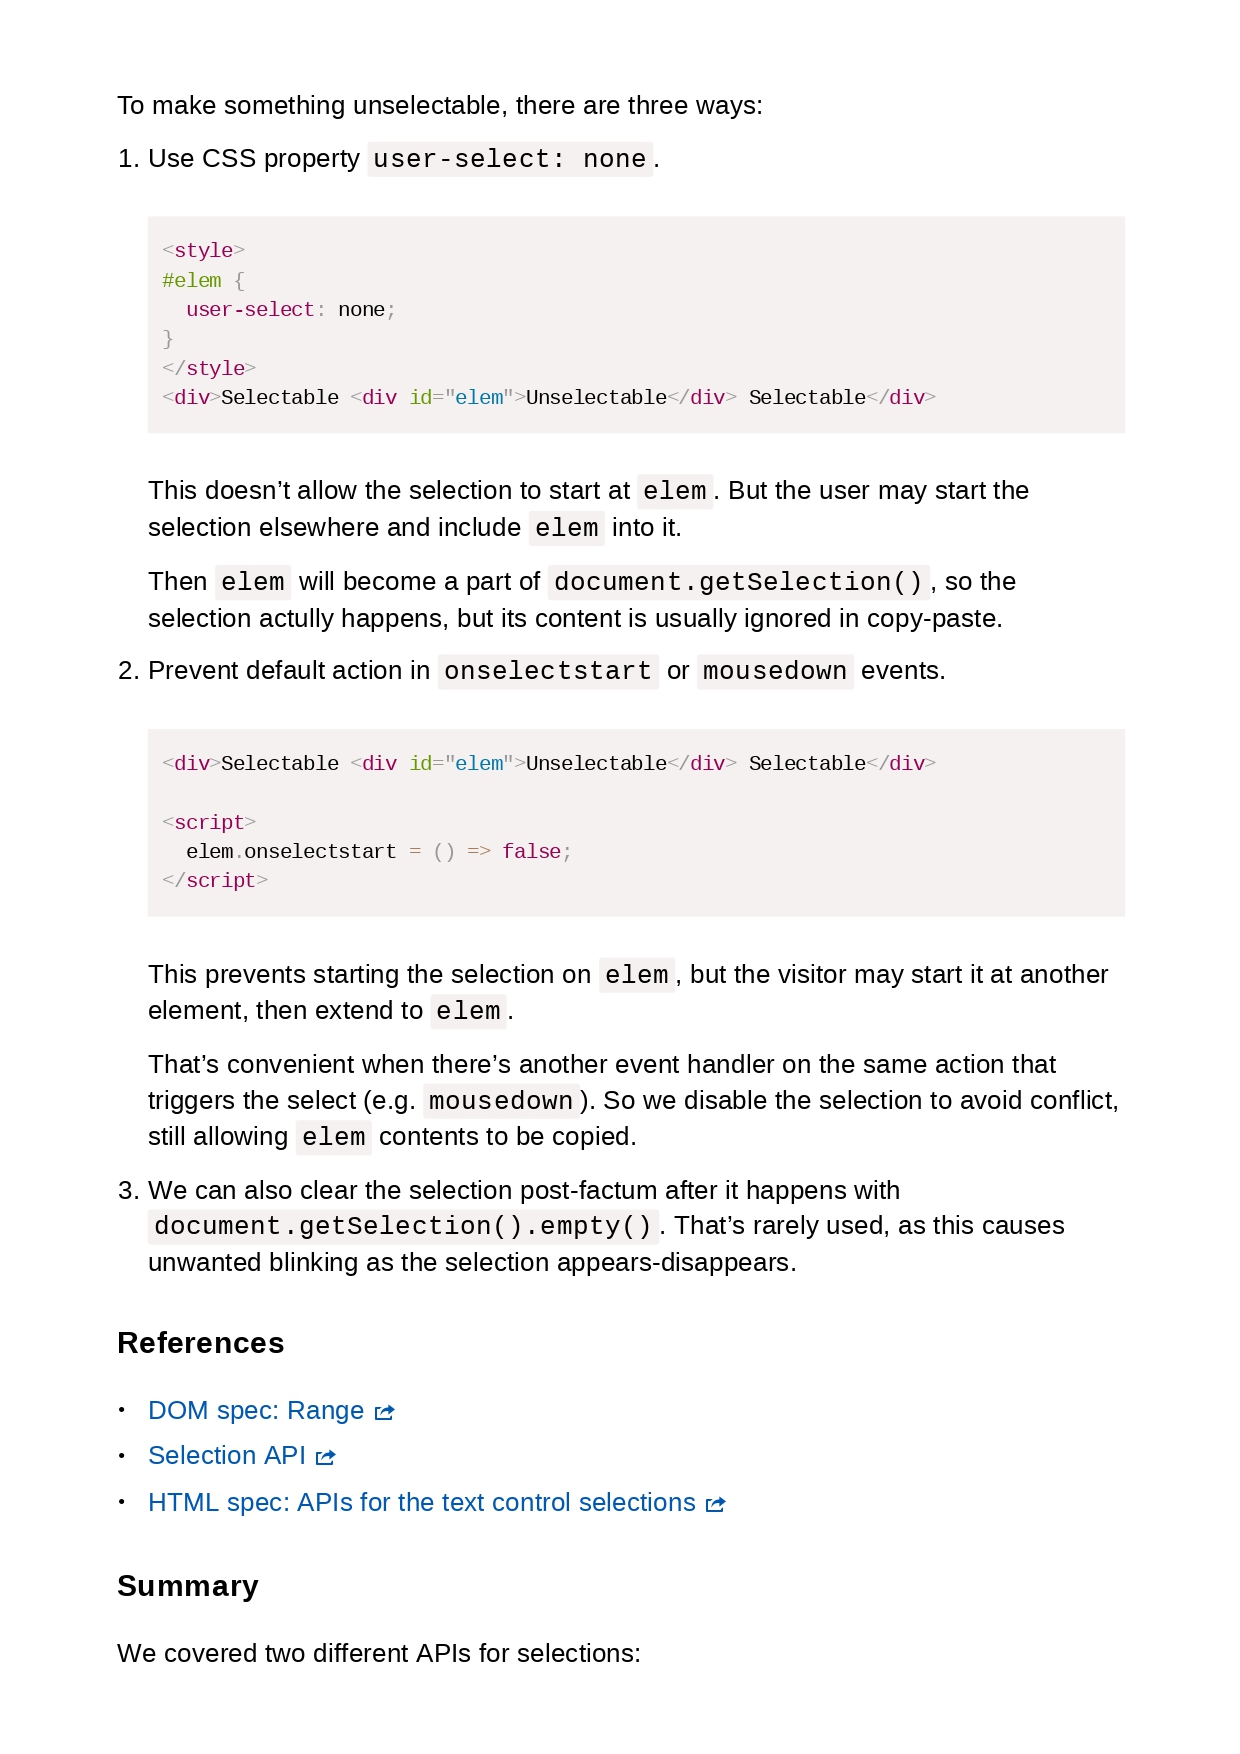 To make something unselectable, there are three ways:
1. Use CSS property user-select: none.
<style>
#elem {
  user-select: none;
}
</style>
<div>Selectable <div id="elem">Unselectable</div> Selectable</div>
This doesn’t allow the selection to start at elem. But the user may start the
selection elsewhere and include elem into it.
Then elem will become a part of document.getSelection(), so the
selection actully happens, but its content is usually ignored in copy-paste.
2. Prevent default action in onselectstart or mousedown events.
<div>Selectable <div id="elem">Unselectable</div> Selectable</div>
<script>
  elem.onselectstart = () => false;
</script>
This prevents starting the selection on elem, but the visitor may start it at another
element, then extend to elem.
That’s convenient when there’s another event handler on the same action that
triggers the select (e.g. mousedown). So we disable the selection to avoid conflict,
still allowing elem contents to be copied.
3. We can also clear the selection post-factum after it happens with
document.getSelection().empty(). That’s rarely used, as this causes
unwanted blinking as the selection appears-disappears.
References
• DOM spec: Range
• Selection API
• HTML spec: APIs for the text control selections
Summary
We covered two different APIs for selections: